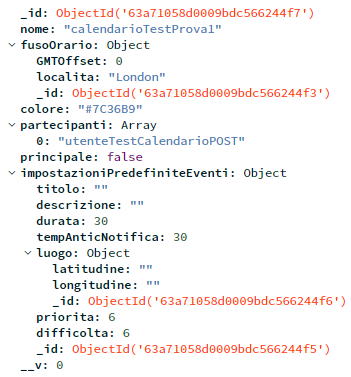 _id: ObjectId('63a71058d0009bdc566244f7')
nome: "calendarioTestProva1"
fusoOrario: Object
GMTOffset: 0
localita: "London"
_id: ObjectId('63a71058d0009bdc566244f3')
colore: "#7C36B9"
partecipanti: Array
0: "utenteTestCalendarioPOST"
principale: false
impostazioniPredefiniteEventi: Object
titolo: ""
descrizione: ""
durata: 30
tempAnticNotifica: 30
luogo: Object
latitudine: ""
longitudine: ""
_id: ObjectId('63a71058d0009bdc566244f6')
priorita: 6
difficolta: 6
_id: ObjectId('63a71058d0009bdc566244f5')
__v: 0